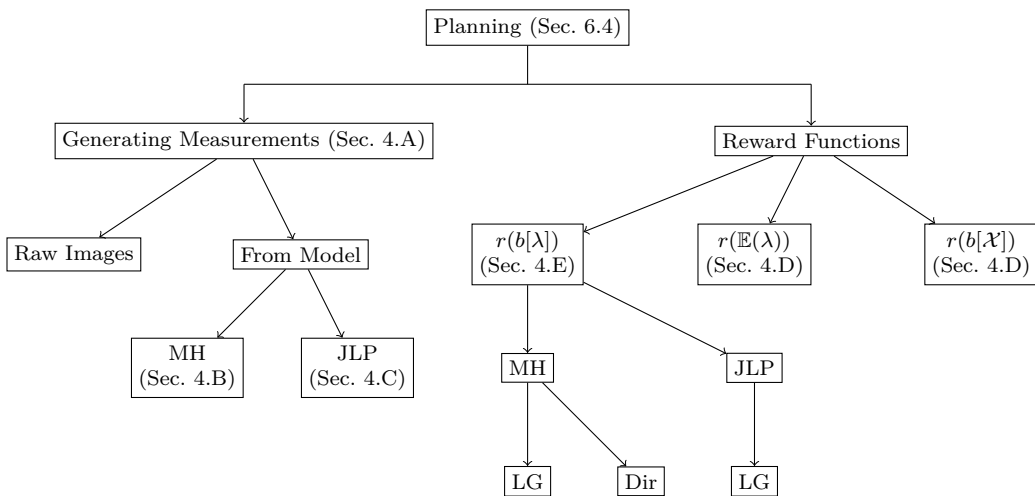 Planning (Sec. 6.4)
Generating Measurements (Sec. 4.A)
Reward Functions
Raw Images
From Model
r(b[λ])
(Sec. 4.E)
r(𝔼(λ))
(Sec. 4.D)
r(b[𝒳])
(Sec. 4.D)
MH
(Sec. 4.B)
JLP
(Sec. 4.C)
MH
JLP
LG
Dir
LG